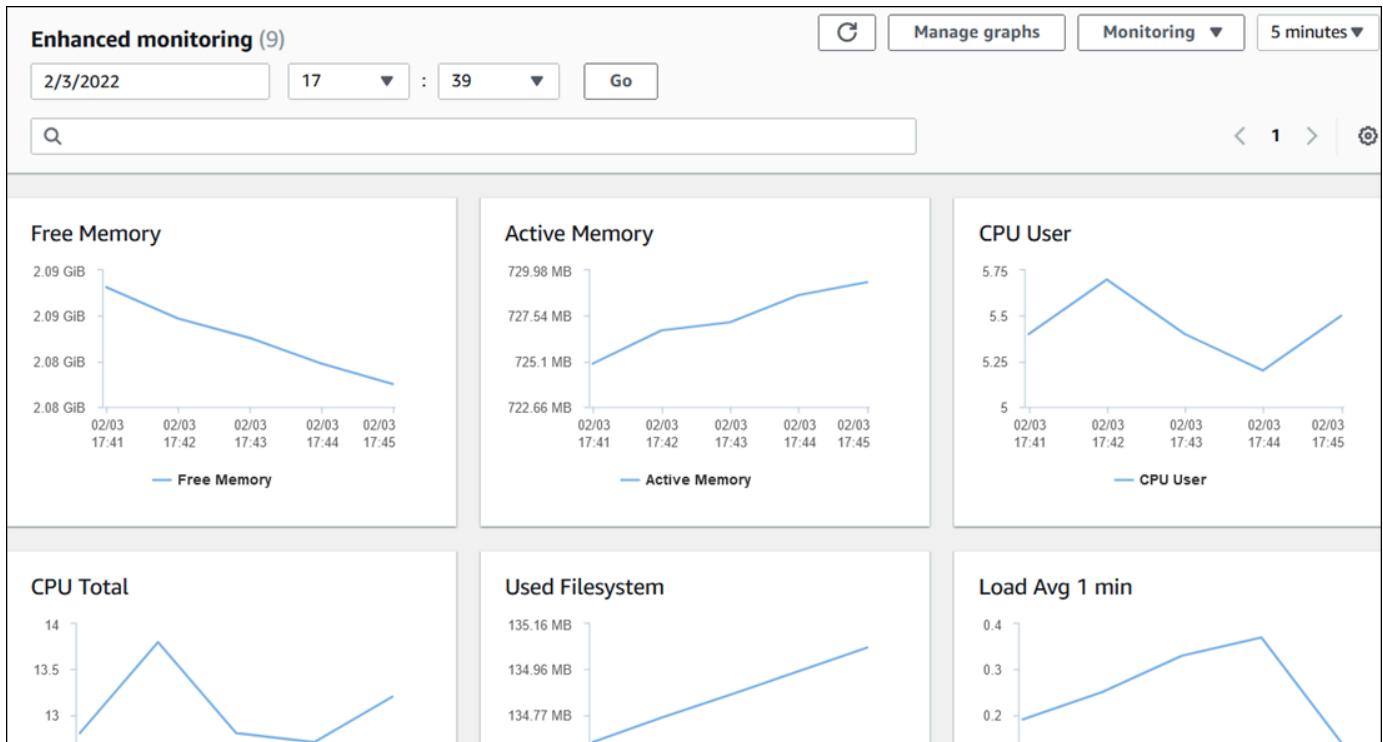 Enhanced monitoring (9)
Manage graphs
Monitoring
5 minutes
2/3/2022
17
:
39
Go
1
Free Memory
2.09 GiB
2.09 GiB
2.08 GiB
2.08 GiB
02/03 02/03 02/03 02/03 02/03
17:41 17:42 17:43 17:44 17:45
Free Memory
Active Memory
729.98 MB
727.54 MB
725.1 MB
722.66 MB
02/03 02/03 02/03 02/03 02/03
17:41 17:42 17:43 17:44 17:45
Active Memory
CPU User
5.75
5.5
5.25
5
02/03 02/03 02/03 02/03 02/03
17:41 17:42 17:43 17:44 17:45
CPU User
CPU Total
14
13.5
13
Used Filesystem
135.16 MB
134.96 MB
134.77 MB
Load Avg 1 min
0.4
0.3
0.2